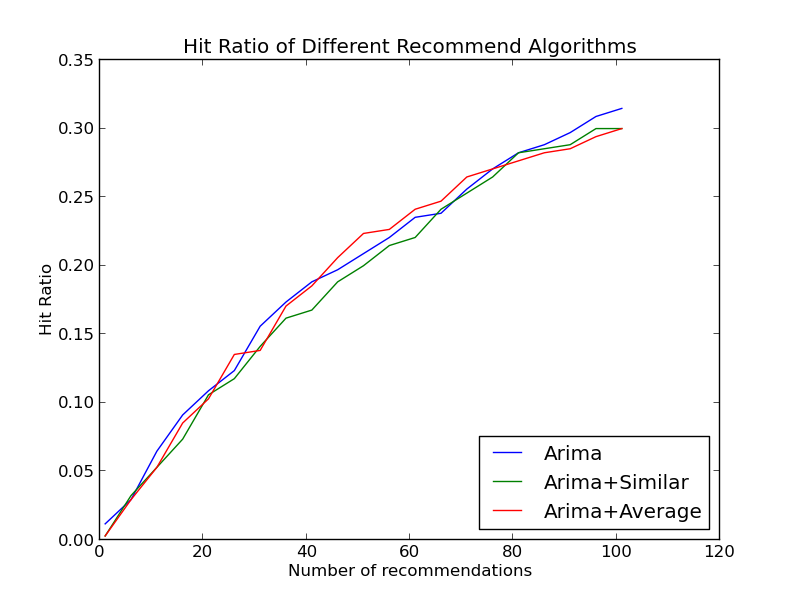 Hit Ratio of Different Recommend Algorithms
0.35
0.30
0.25
0.20
0.15
0.10
0.05
0.00
Hit Ratio
0 20 40 60 80 100 120
Number of recommendations
Arima
Arima+Similar
Arima+Average